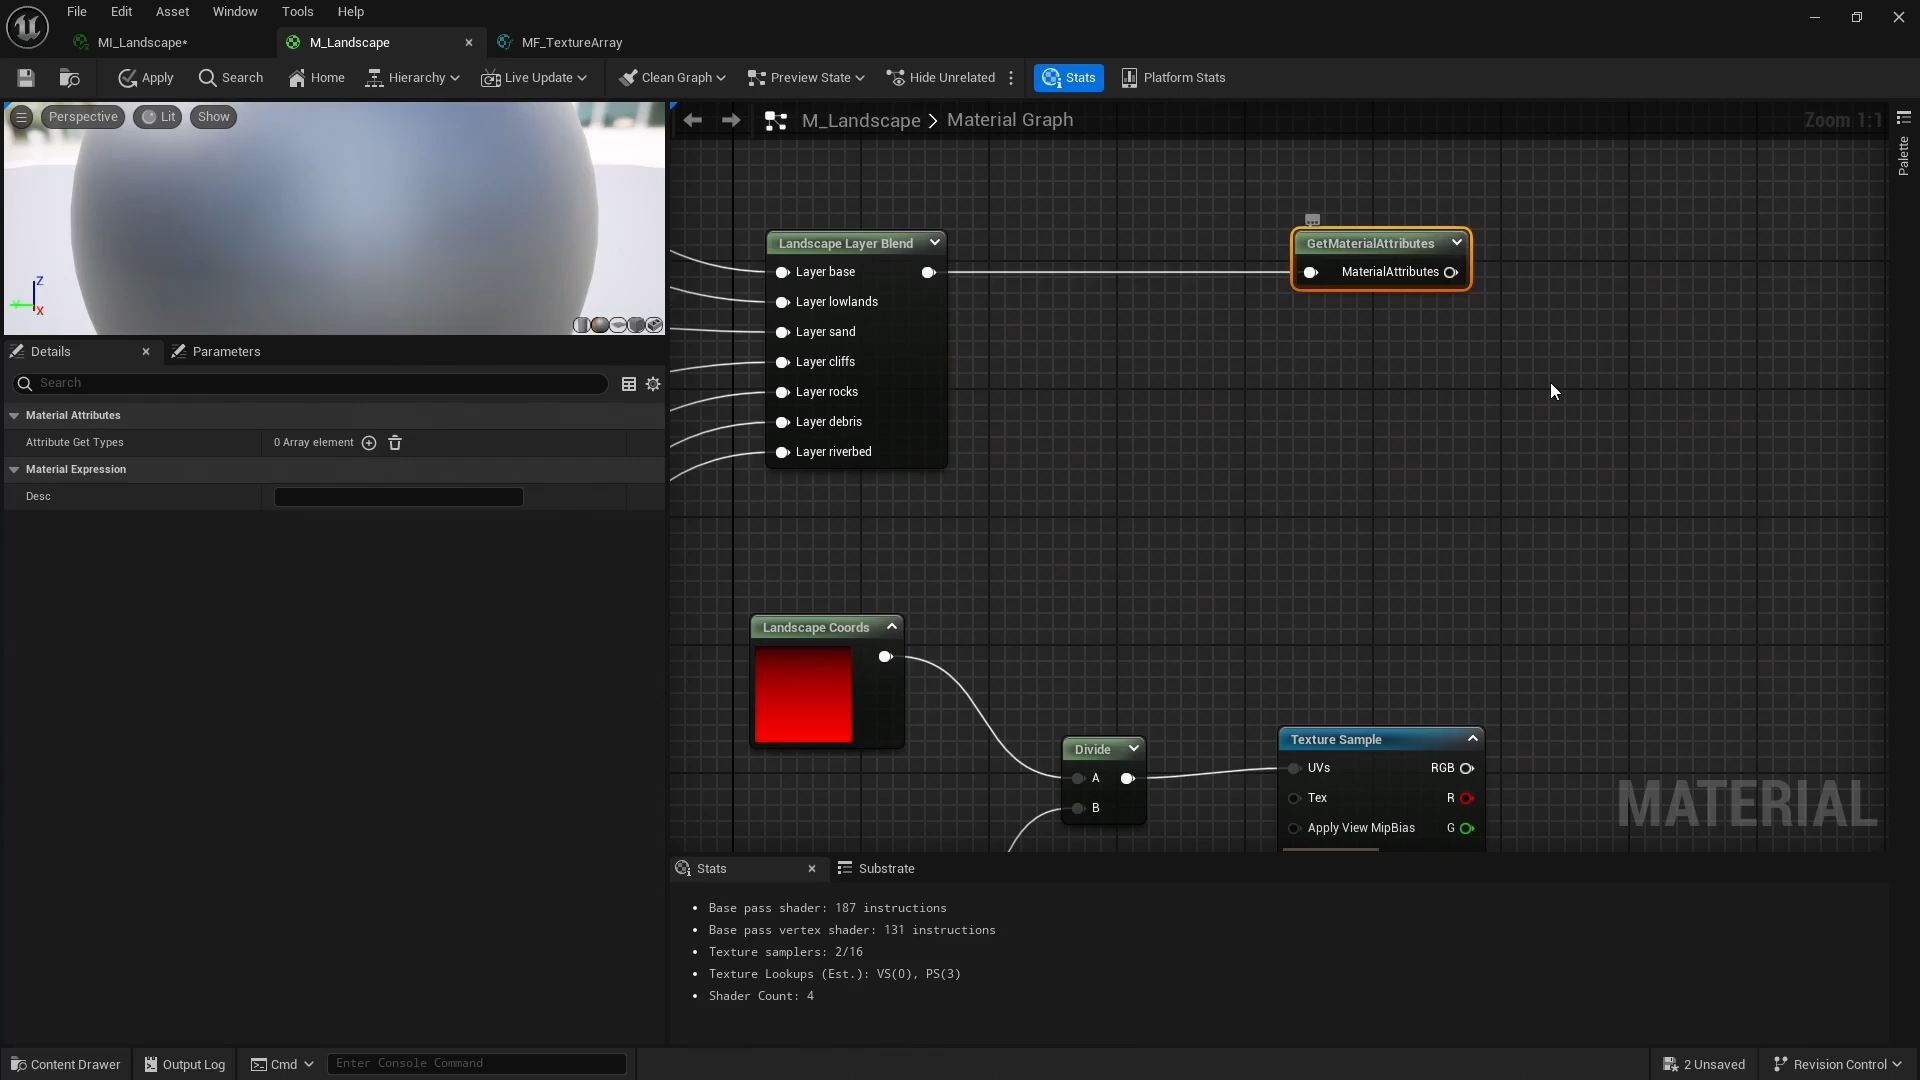 File Edit Asset Window Tools Help
MI_Landscape* M_Landscape MF_TextureArray
Apply Search Home Hierarchy Live Update Clean Graph Preview State Hide Unrelated Stats Platform Stats
Perspective Lit Show
M_Landscape > Material Graph
Zoom 1:1
Palette
Landscape Layer Blend
Layer base
Layer lowlands
Layer sand
Layer cliffs
Layer rocks
Layer debris
Layer riverbed
GetMaterialAttributes
MaterialAttributes
Z
Y
X
Details Parameters
Search
Material Attributes
Attribute Get Types 0 Array element
Material Expression
Desc
Landscape Coords
Divide
A
B
Texture Sample
UVs RGB
Tex R
Apply View MipBias G
MATERIAL
Stats Substrate
• Base pass shader: 187 instructions
• Base pass vertex shader: 131 instructions
• Texture samplers: 2/16
• Texture Lookups (Est.): VS(0), PS(3)
• Shader Count: 4
Content Drawer Output Log Cmd Enter Console Command 2 Unsaved Revision Control